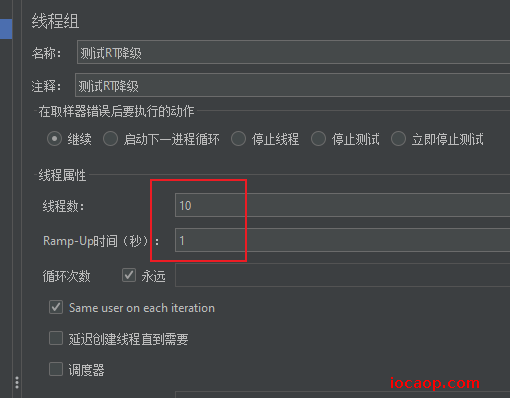 线程组
名称： 测试RT降级
注释： 测试RT降级
在取样器错误后要执行的动作
继续 启动下一进程循环 停止线程 停止测试 立即停止测试
线程属性
线程数： 10
Ramp-Up时间（秒）： 1
循环次数 永远
Same user on each iteration
延迟创建线程直到需要
调度器
locaop.com